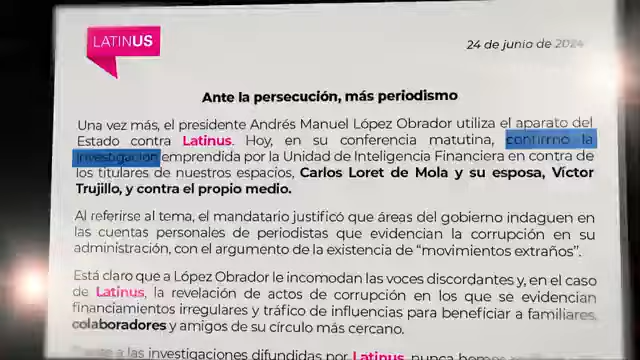 LATINUS
24 de junio de 2024
Ante la persecución, más periodismo
Una vez más, el presidente Andrés Manuel López Obrador utiliza el aparato del
Estado contra Latinus. Hoy, en su conferencia matutina, confirmó la
investigación emprendida por la Unidad de Inteligencia Financiera en contra de
los titulares de nuestros espacios, Carlos Loret de Mola y su esposa, Víctor
Trujillo, y contra el propio medio.
Al referirse al tema, el mandatario justificó que áreas del gobierno indaguen en
las cuentas personales de periodistas que evidencian la corrupción en su
administración, con el argumento de la existencia de “movimientos extraños”.
Está claro que a López Obrador le incomodan las voces discordantes y, en el caso
de Latinus, la revelación de actos de corrupción en los que se evidencian
financiamientos irregulares y tráfico de influencias para beneficiar a familiares,
colaboradores y amigos de su círculo más cercano.
a las investigaciones difundidas por Latinus, nunca hemos